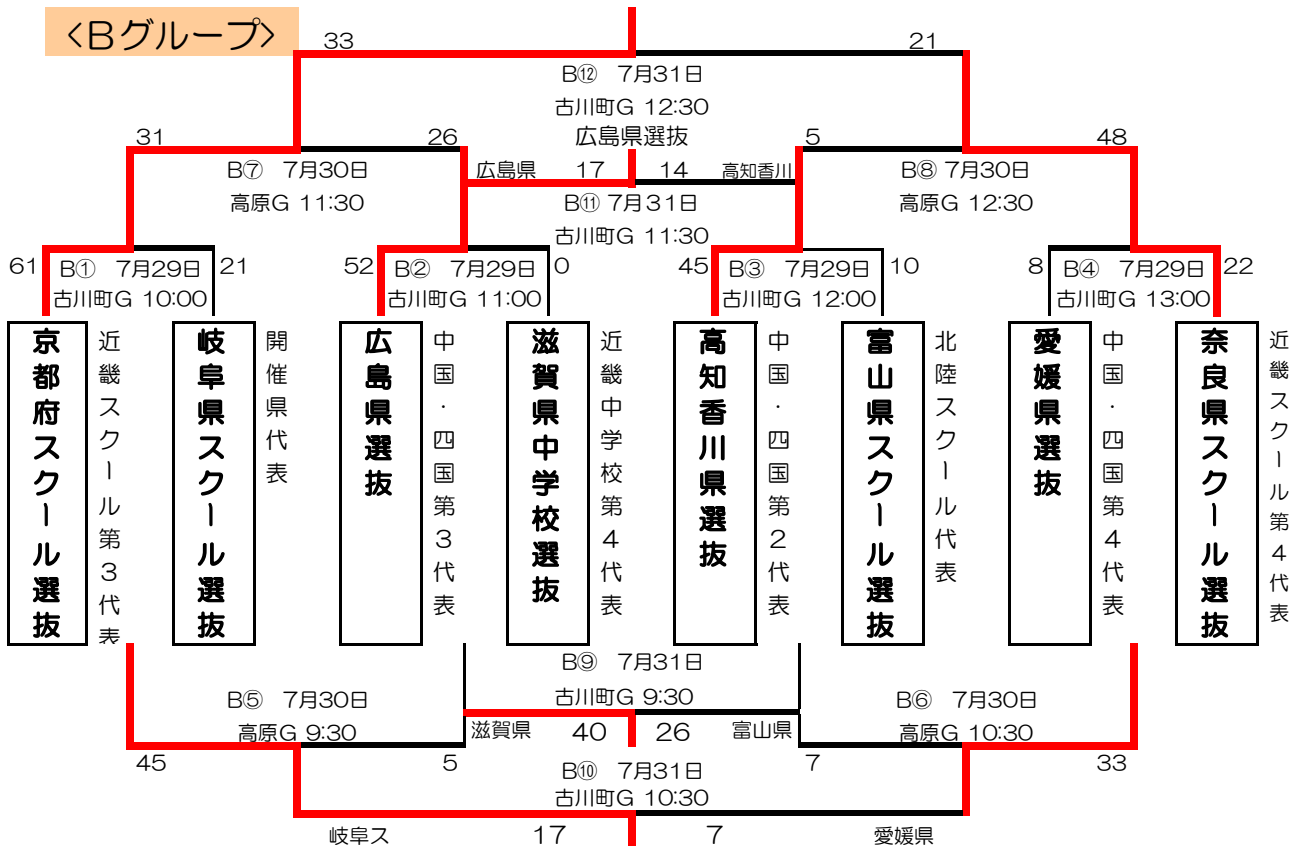 <Bグループ>
33
21
B⑫ 7月31日
古川町G 12:30
広島県選抜
31
26
5
48
B⑦ 7月30日
高原G 11:30
広島県 17 14 高知香川
B⑧ 7月30日
高原G 12:30
B⑪ 7月31日
古川町G 11:30
61 B① 7月29日 21
古川町G 10:00
52 B② 7月29日 0
古川町G 11:00
45 B③ 7月29日 10
古川町G 12:00
8 B④ 7月29日 22
古川町G 13:00
京都府スクール選抜
近畿スクール第3代表
岐阜県スクール選抜
開催県代表
広島県選抜
中国・四国第3代表
滋賀県中学校選抜
近畿中学校第4代表
高知香川県選抜
中国・四国第2代表
富山県スクール選抜
北陸スクール代表
愛媛県選抜
中国・四国第4代表
奈良県スクール選抜
近畿スクール第4代表
B⑨ 7月31日
古川町G 9:30
B⑤ 7月30日
高原G 9:30
滋賀県 40 26 富山県
B⑥ 7月30日
高原G 10:30
45
5
7
33
B⑩ 7月31日
古川町G 10:30
岐阜ス 17 7 愛媛県